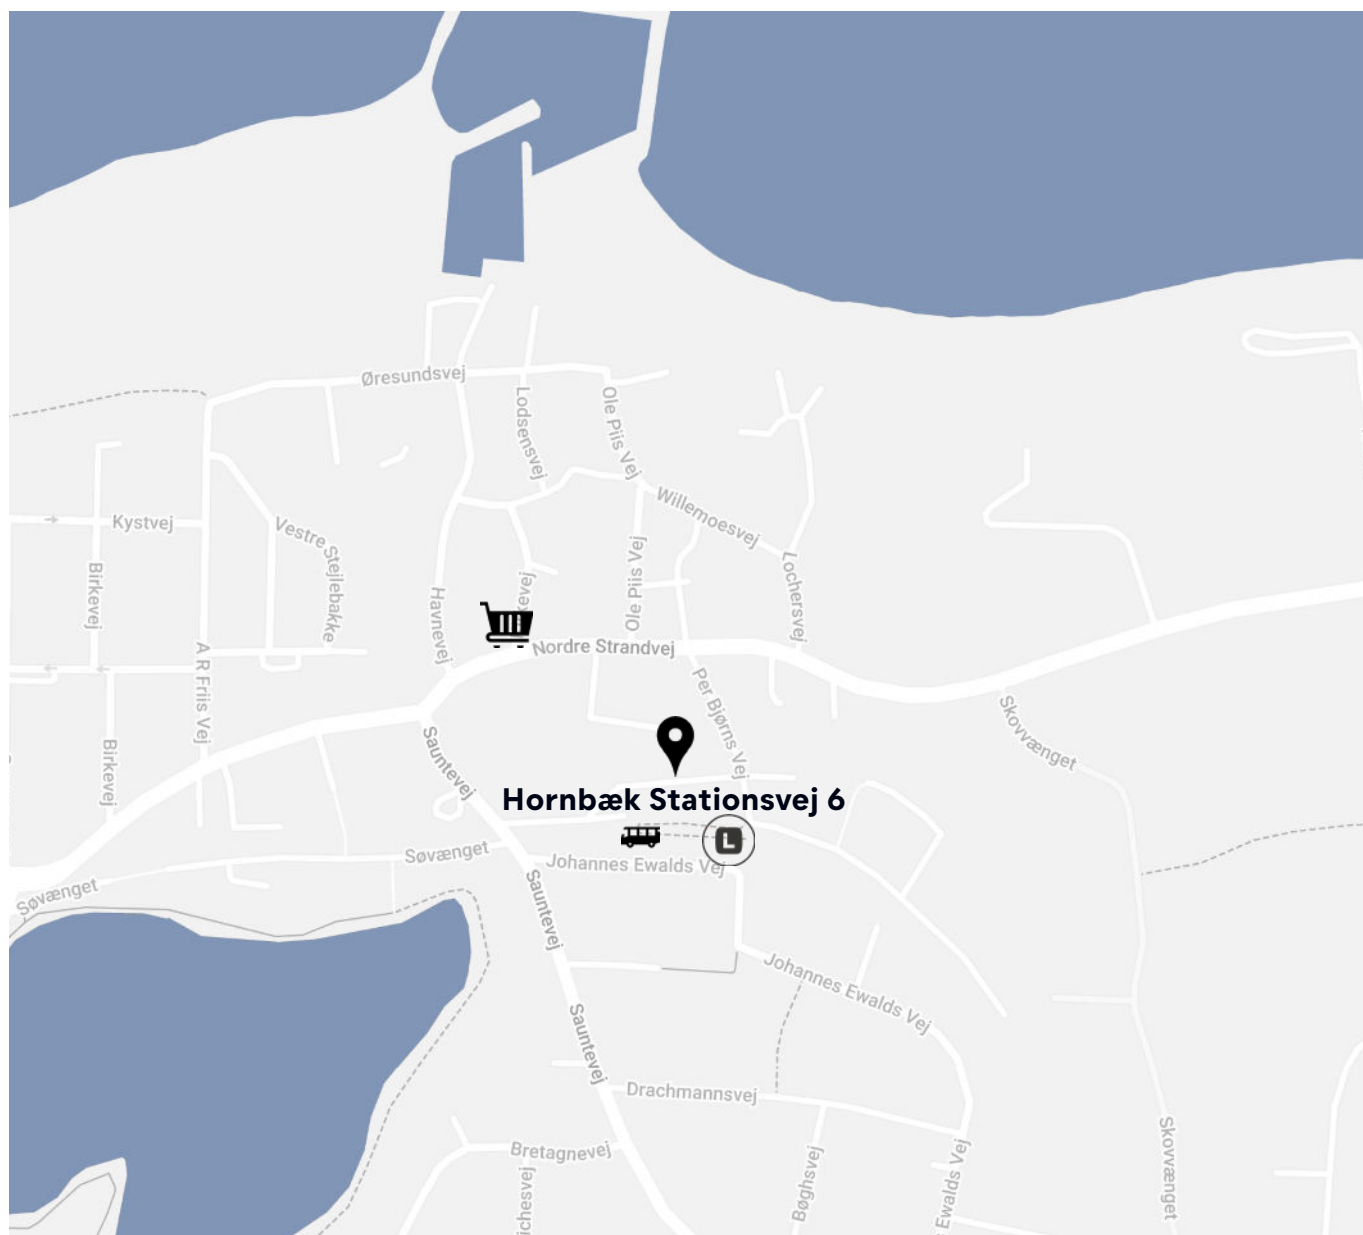 Øresundsvej
Lodsensvej
Ole Piis Vej
Willemoesvej
Kystvej
Vestre Stejlebakke
Birkevej
Havnevej
Ole Piis Vej
Lochersvej
A R Friis Vej
Nordre Strandvej
Per Bjørns Vej
Skovvænget
Birkevej
Sauntevej
Hornbæk Stationsvej 6
L
Søvænget
Johannes Ewalds Vej
Søvænget
Sauntevej
Johannes Ewalds Vej
Sauntevej
Drachmannsvej
Bretagnevej
Bøghsvej
Ewalds Vej
Skovvænget